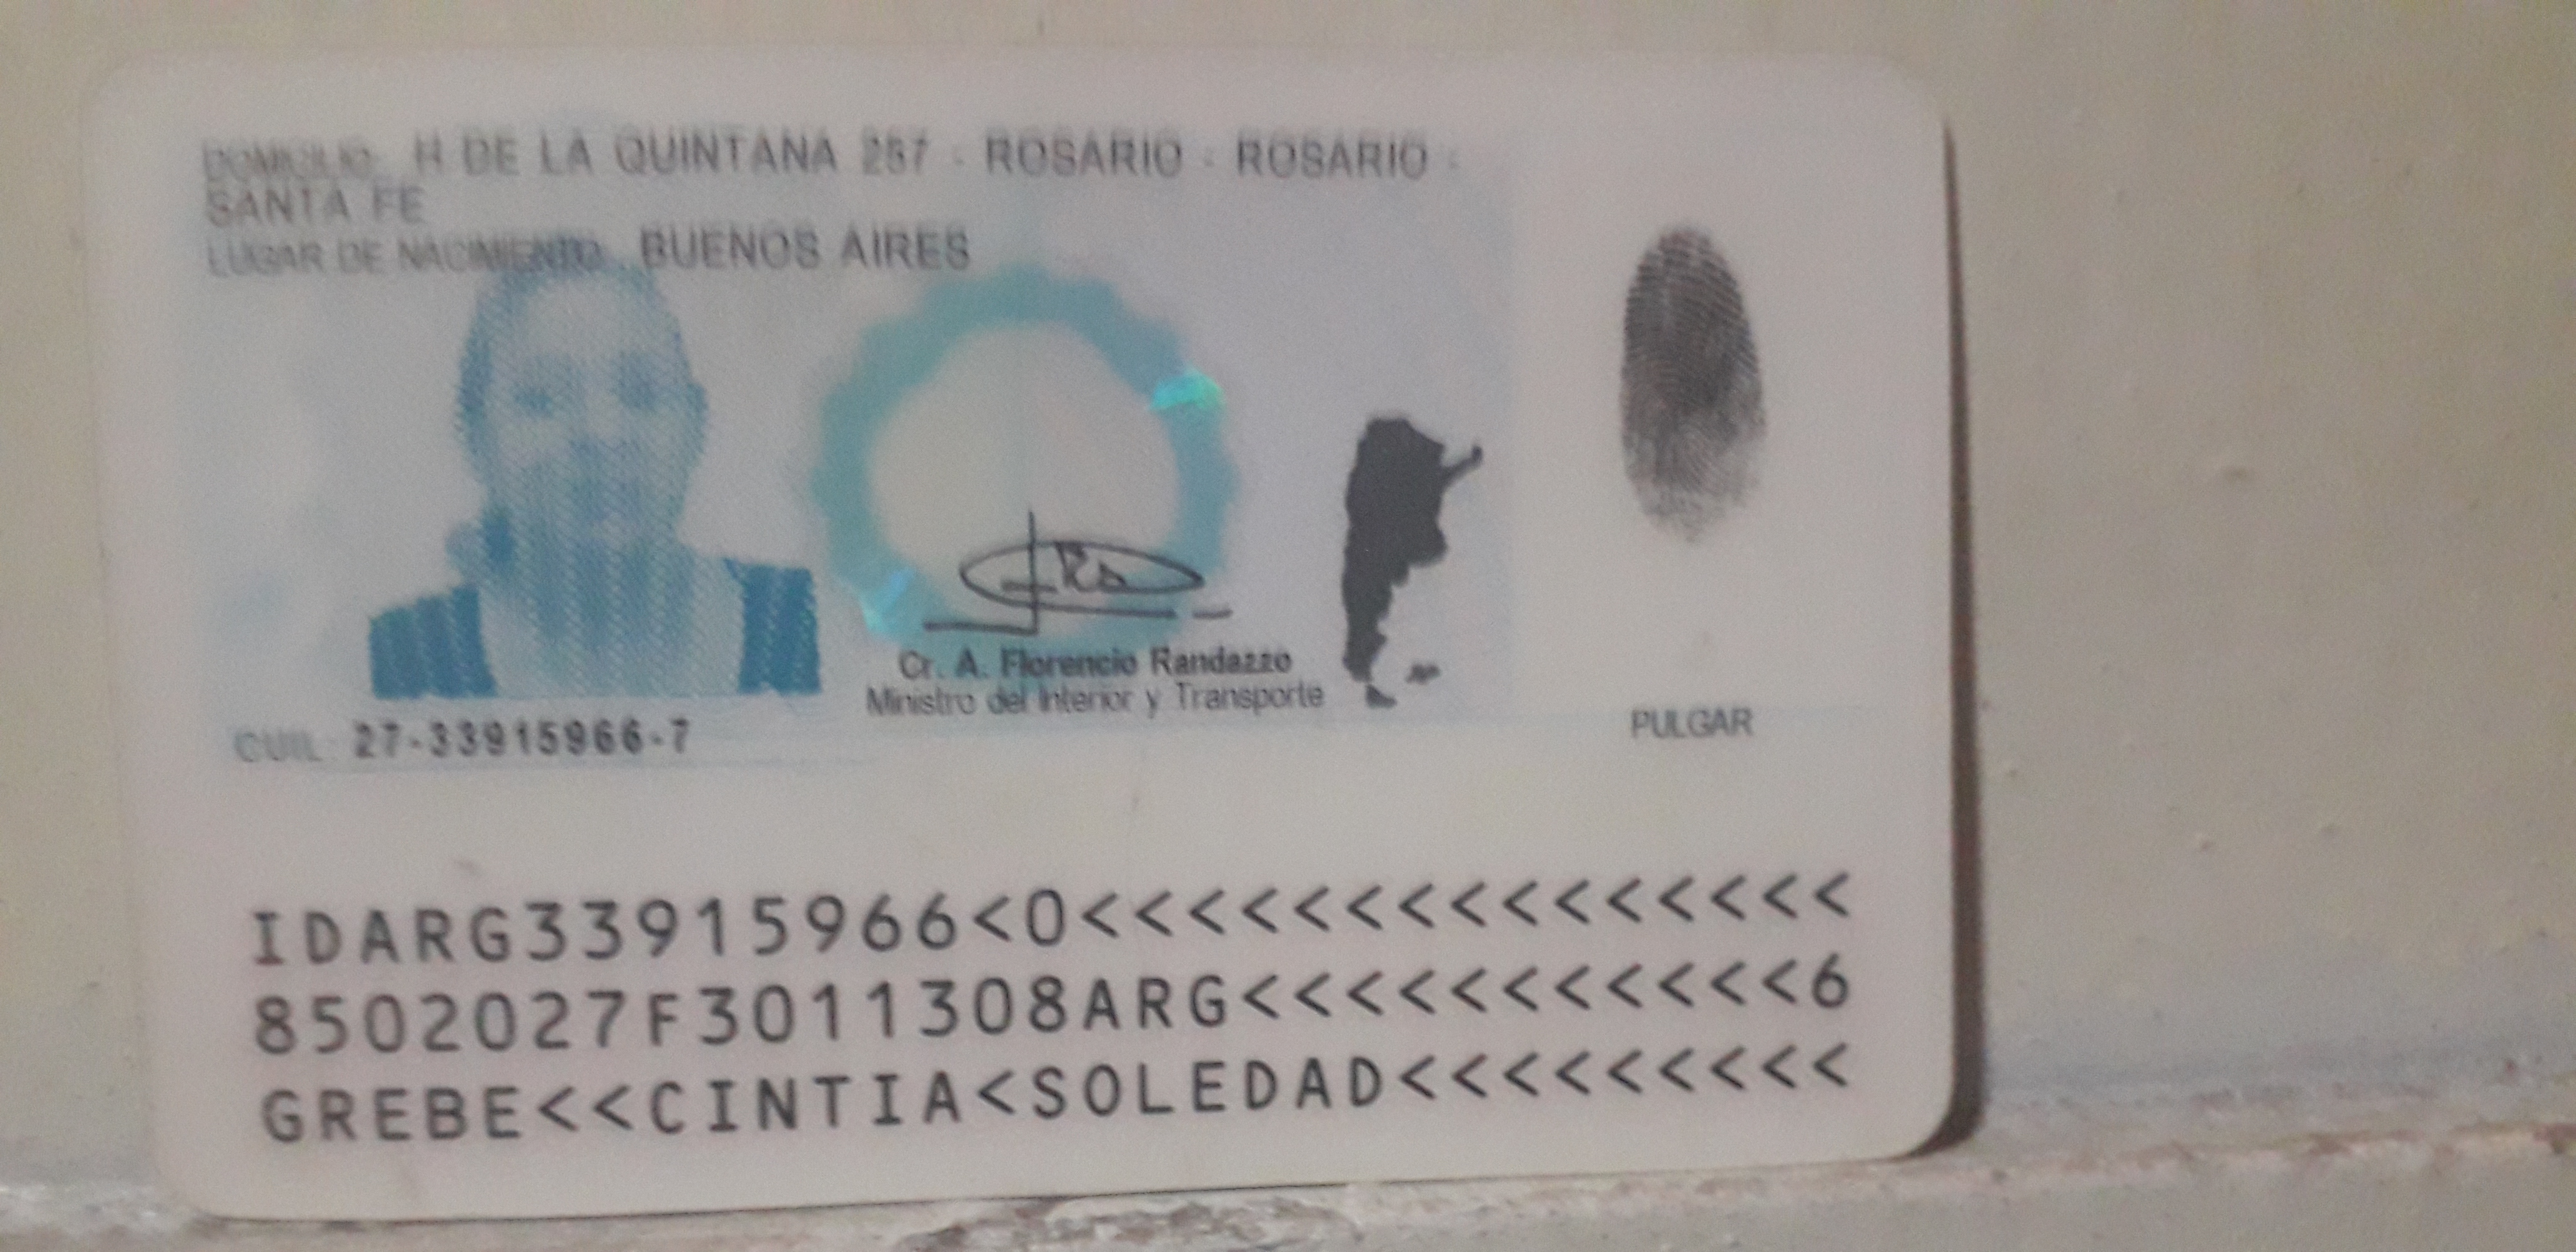 DOMICILIO: H DE LA QUINTANA 257 - ROSARIO - ROSARIO -
SANTA FE
LUGAR DE NACIMIENTO: BUENOS AIRES
Cr. A. Florencio Randazzo
Ministro del Interior y Transporte
CUIL: 27-33915966-7
PULGAR
IDARG33915966<0<<<<<<<<<<<<<<<
8502027F3011308ARG<<<<<<<<<<<6
GREBE<<CINTIA<SOLEDAD<<<<<<<<<